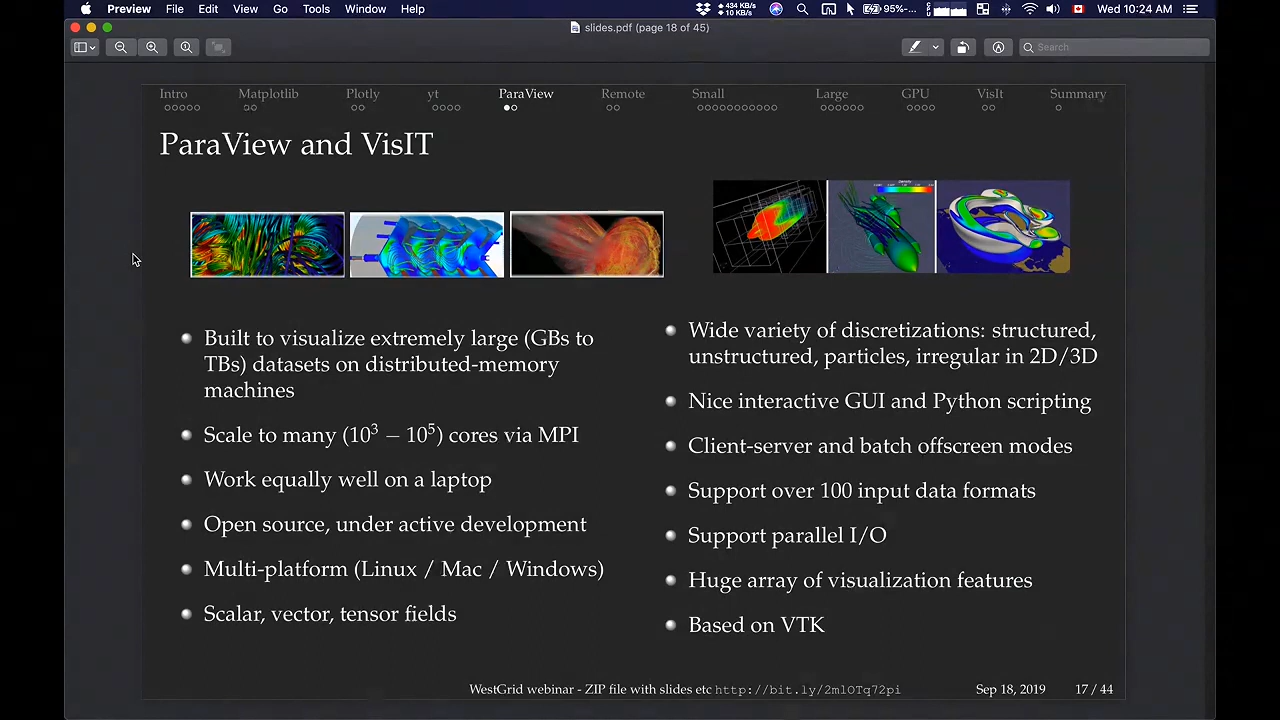 Preview File Edit View Go Tools Window Help
434 KB/s
10 KB/s
95%
Wed 10:24 AM
slides.pdf (page 18 of 45)
Search
Intro Matplotlib Plotly yt ParaView Remote Small Large GPU VisIt Summary
ParaView and VisIT
Built to visualize extremely large (GBs to
TBs) datasets on distributed-memory
machines
Scale to many (10³ − 10⁵) cores via MPI
Work equally well on a laptop
Open source, under active development
Multi-platform (Linux / Mac / Windows)
Scalar, vector, tensor fields
Wide variety of discretizations: structured,
unstructured, particles, irregular in 2D/3D
Nice interactive GUI and Python scripting
Client-server and batch offscreen modes
Support over 100 input data formats
Support parallel I/O
Huge array of visualization features
Based on VTK
WestGrid webinar - ZIP file with slides etc http://bit.ly/2mlOTq72pi Sep 18, 2019 17 / 44